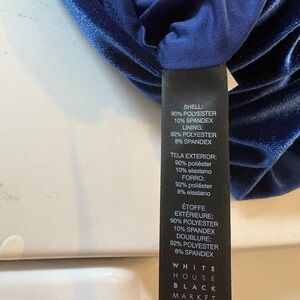 SHELL:
90% POLYESTER
10% SPANDEX
LINING:
92% POLYESTER
8% SPANDEX
TELA EXTERIOR:
90% poliéster
10% elastano
FORRO:
92% poliéster
8% elastano
ÉTOFFE
EXTÉRIEURE:
90% POLYESTER
10% SPANDEX
DOUBLURE:
92% POLYESTER
8% SPANDEX
WHITE
HOUSE
BLACK
MARKET